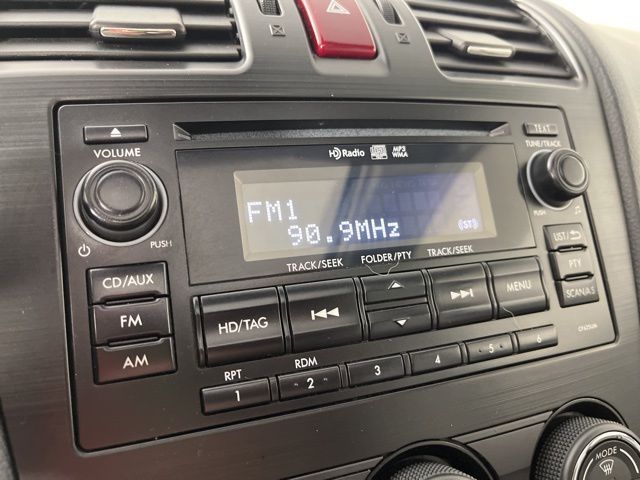 TEXT
VOLUME
HD Radio
MP3
WMA
TUNE/TRACK
FM1
90.9MHz
(ST)
PUSH
PUSH
TRACK/SEEK
FOLDER/PTY
TRACK/SEEK
LIST/
CD/AUX
PTY
FM
HD/TAG
MENU
SCAN/A.S
AM
RPT
RDM
1
2
3
4
5
6
MODE